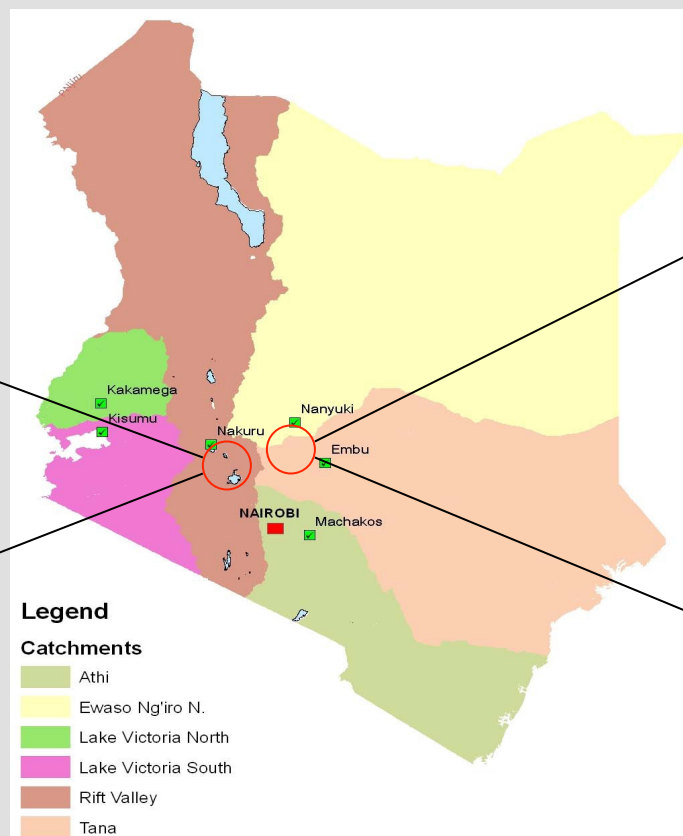 Kakamega
Kisumu
Nakuru
Nanyuki
Embu
NAIROBI
Machakos
Legend
Catchments
Athi
Ewaso Ng'iro N.
Lake Victoria North
Lake Victoria South
Rift Valley
Tana